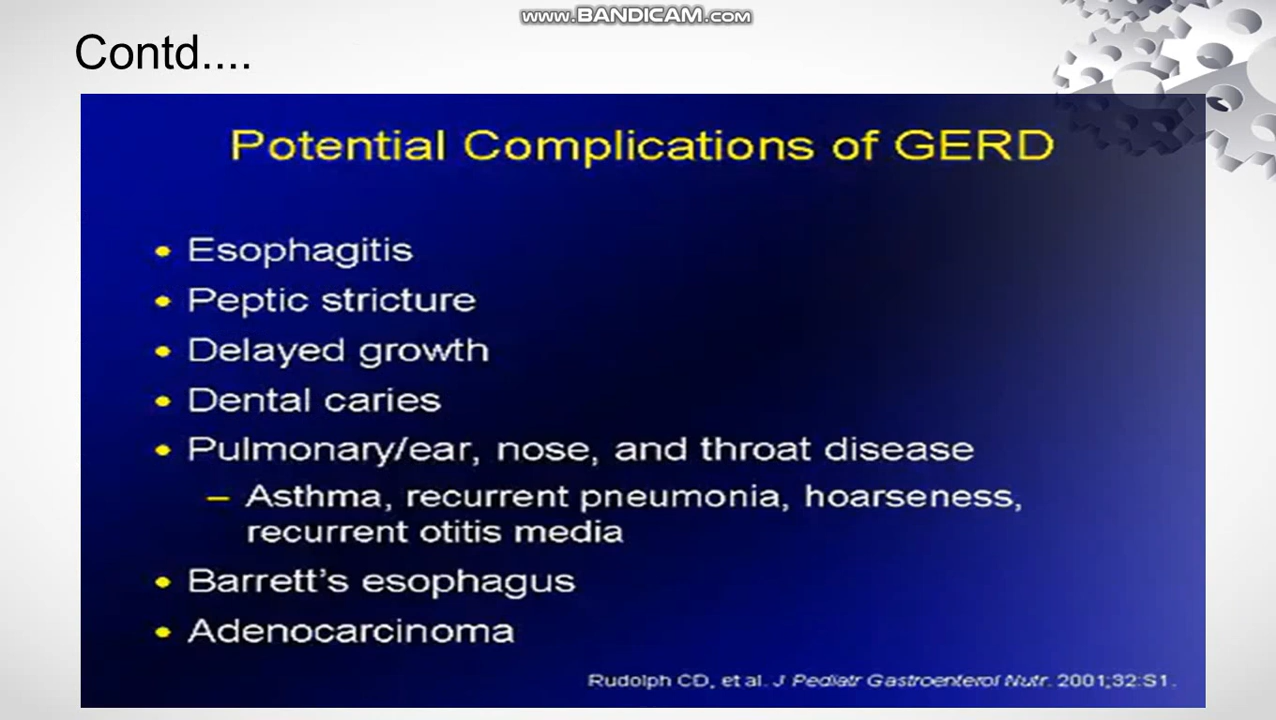 www.BANDICAM.com
Contd....
Potential Complications of GERD
• Esophagitis
• Peptic stricture
• Delayed growth
• Dental caries
• Pulmonary/ear, nose, and throat disease
– Asthma, recurrent pneumonia, hoarseness,
recurrent otitis media
• Barrett's esophagus
• Adenocarcinoma
Rudolph CD, et al. J Pediatr Gastroenterol Nutr. 2001;32:S1.